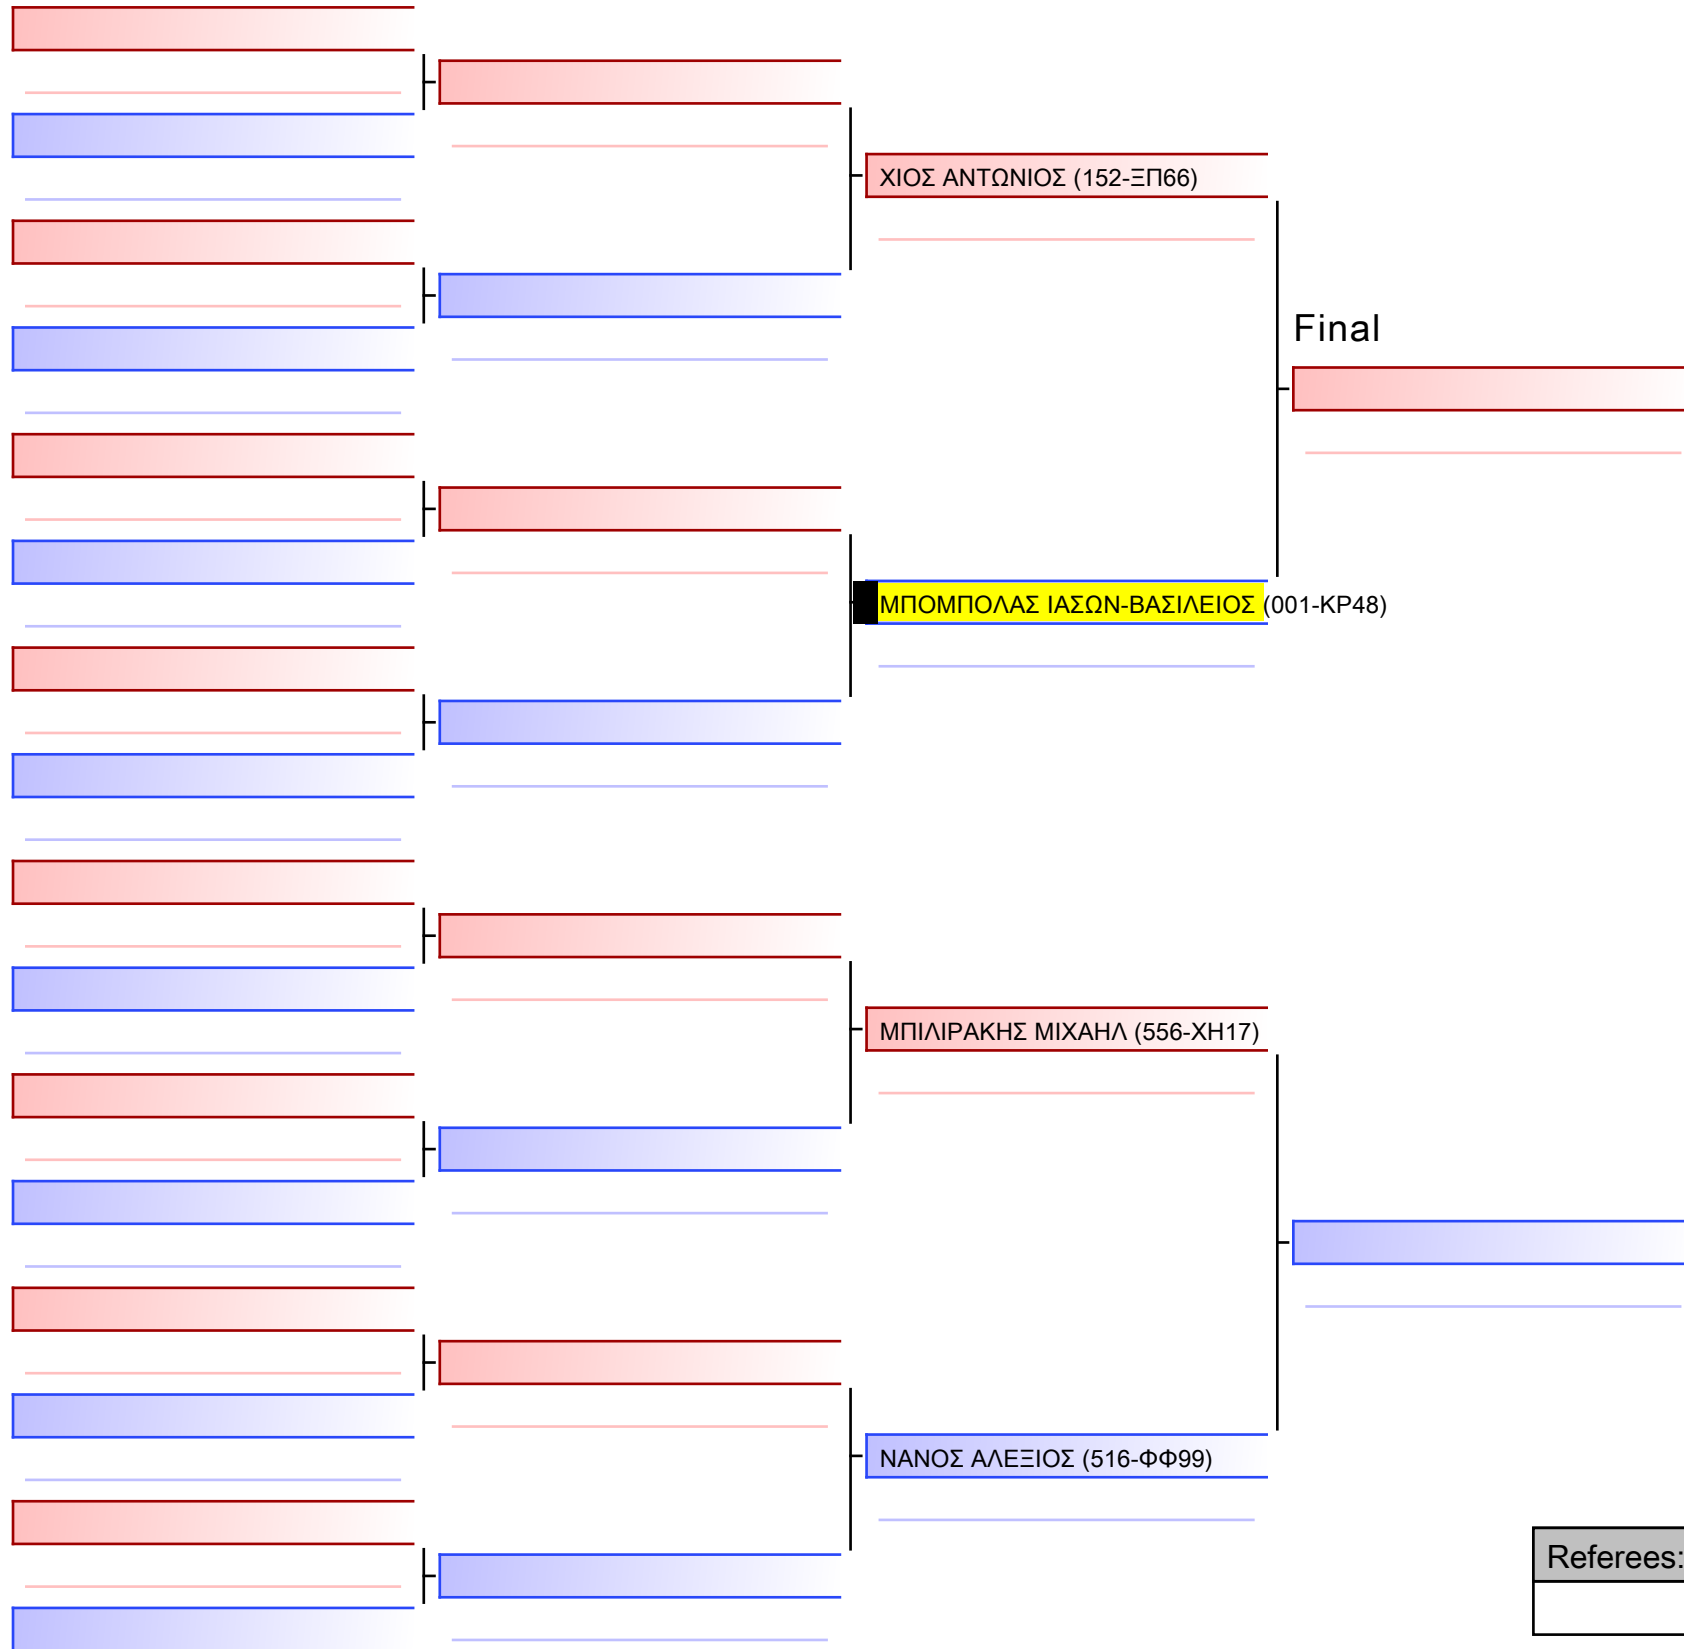 ΧΙΟΣ ΑΝΤΩΝΙΟΣ (152-ΞΠ66)
Final
ΜΠΟΜΠΟΛΑΣ ΙΑΣΩΝ-ΒΑΣΙΛΕΙΟΣ (001-ΚΡ48)
ΜΠΙΛΙΡΑΚΗΣ ΜΙΧΑΗΛ (556-ΧΗ17)
ΝΑΝΟΣ ΑΛΕΞΙΟΣ (516-ΦΦ99)
Referees: